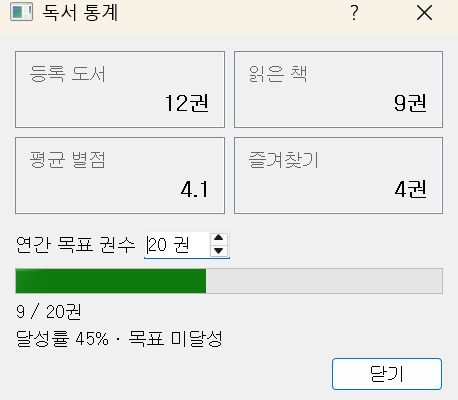 독서 통계 ?
등록 도서 읽은 책
12권 9권
평균 별점 즐겨찾기
4.1 4권
연간 목표 권수 20 권
9 / 20권
달성률 45% · 목표 미달성
닫기